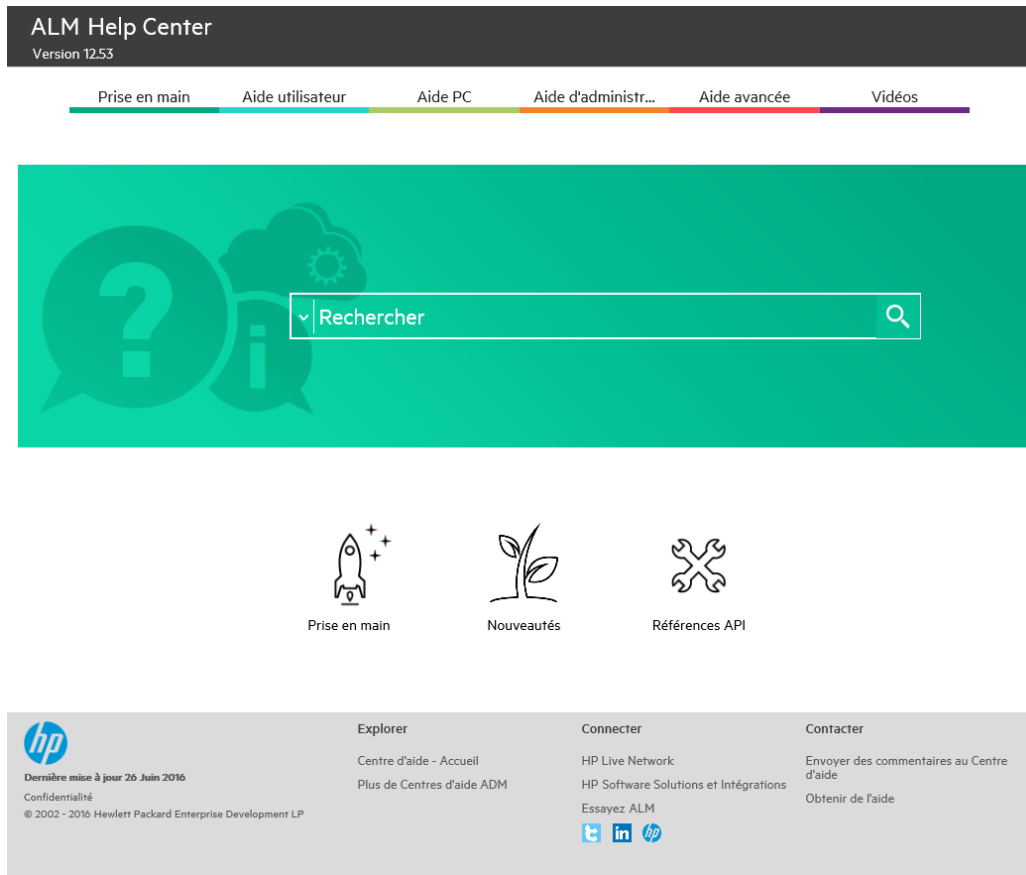 ALM Help Center
Version 12.53
Prise en main
Aide utilisateur
Aide PC
Aide d'administr...
Aide avancée
Vidéos
Rechercher
Prise en main
Nouveautés
Références API
hp
Dernière mise à jour 26 Juin 2016
Confidentialité
© 2002 - 2016 Hewlett Packard Enterprise Development LP
Explorer
Centre d'aide - Accueil
Plus de Centres d'aide ADM
Connecter
HP Live Network
HP Software Solutions et Intégrations
Essayez ALM
in
hp
Contacter
Envoyer des commentaires au Centre
d'aide
Obtenir de l'aide